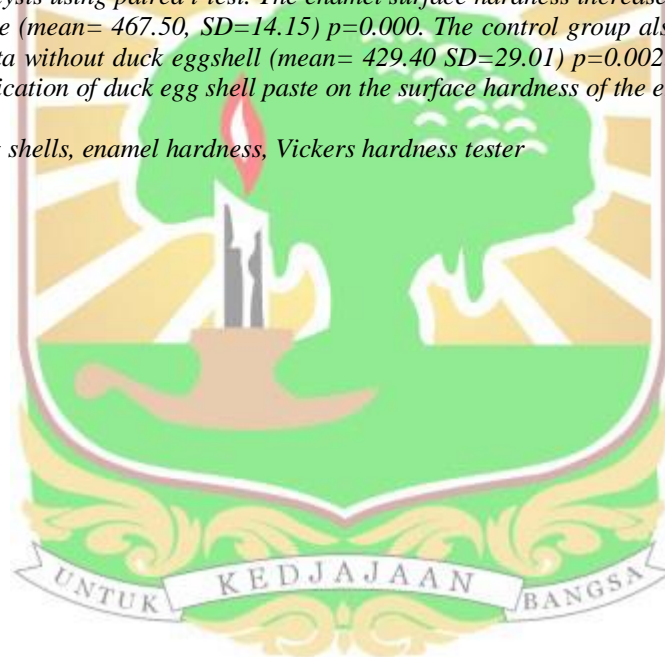 lysis using paired t-test. The enamel surface hardness increase
e (mean= 467.50, SD=14.15) p=0.000. The control group als
ta without duck eggshell (mean= 429.40 SD=29.01) p=0.002
ication of duck egg shell paste on the surface hardness of the e
shells, enamel hardness, Vickers hardness tester
UNTUK KEDJAJAAN BANGSA